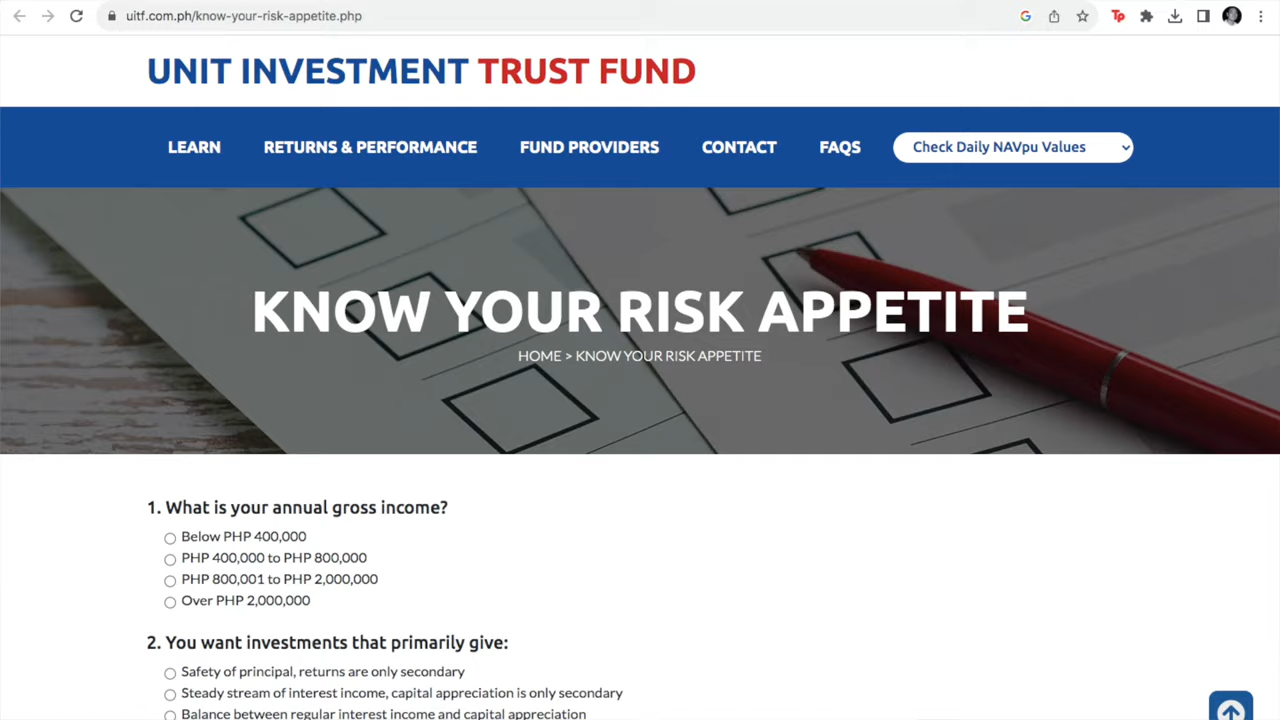 uitf.com.ph/know-your-risk-appetite.php
UNIT INVESTMENT TRUST FUND
LEARN RETURNS & PERFORMANCE FUND PROVIDERS CONTACT FAQS Check Daily NAVpu Values
KNOW YOUR RISK APPETITE
HOME > KNOW YOUR RISK APPETITE
1. What is your annual gross income?
Below PHP 400,000
PHP 400,000 to PHP 800,000
PHP 800,001 to PHP 2,000,000
Over PHP 2,000,000
2. You want investments that primarily give:
Safety of principal, returns are only secondary
Steady stream of interest income, capital appreciation is only secondary
Balance between regular interest income and capital appreciation